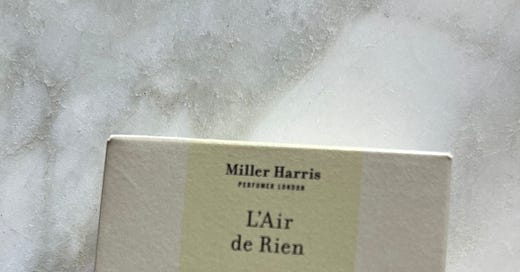 Miller Harris
PERFUMER LONDON
L'Air
de Rien